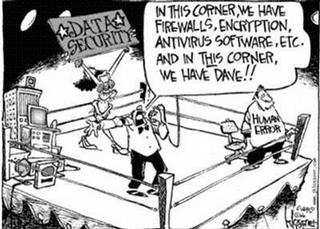 DATA
SECURITY
IN THIS CORNER, WE HAVE
FIREWALLS, ENCRYPTION,
ANTIVIRUS SOFTWARE, ETC.
AND IN THIS CORNER,
WE HAVE DAVE!!
HUMAN
ERROR